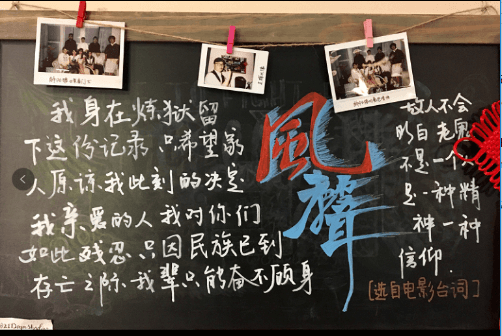 我身在炼狱留
下这份记录只希望家
人原谅我此刻的决定
我亲爱的人我对你们
如此残忍只因民族已到
存亡之际我辈只能奋不顾身
風聲
敌人不会
明白老鬼
不是一个人
是一种精
神一种
信仰.
[选自电影台词]